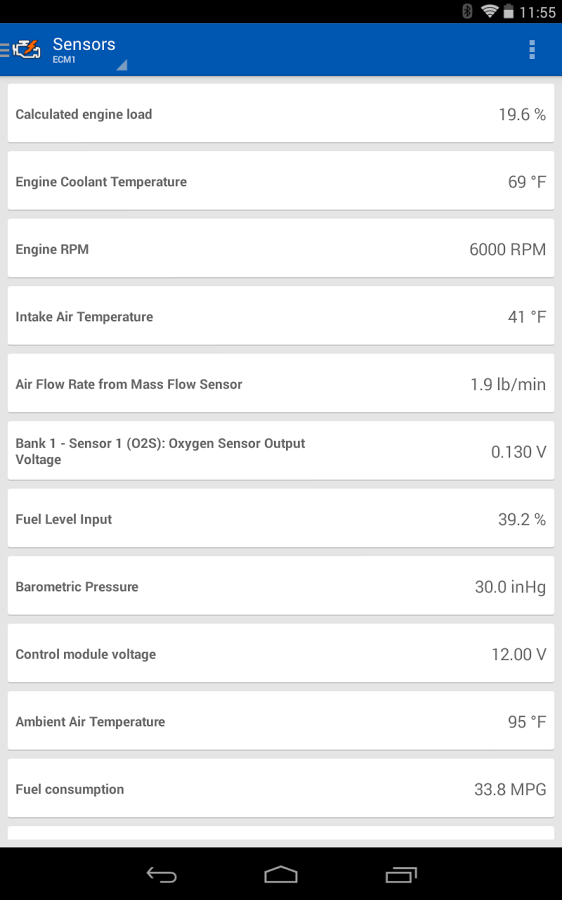 11:55
Sensors
ECM1
Calculated engine load 19.6 %
Engine Coolant Temperature 69 °F
Engine RPM 6000 RPM
Intake Air Temperature 41 °F
Air Flow Rate from Mass Flow Sensor 1.9 lb/min
Bank 1 - Sensor 1 (O2S): Oxygen Sensor Output
Voltage 0.130 V
Fuel Level Input 39.2 %
Barometric Pressure 30.0 inHg
Control module voltage 12.00 V
Ambient Air Temperature 95 °F
Fuel consumption 33.8 MPG